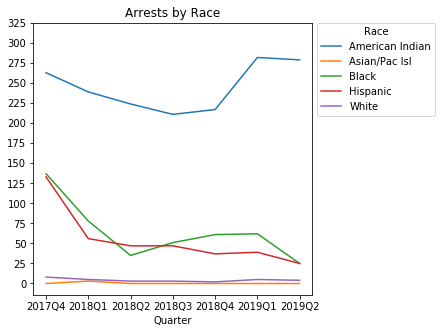 Arrests by Race
325
300
275
250
225
200
175
150
125
100
75
50
25
0
2017Q4 2018Q1 2018Q2 2018Q3 2018Q4 2019Q1 2019Q2
Quarter
Race
American Indian
Asian/Pac Isl
Black
Hispanic
White